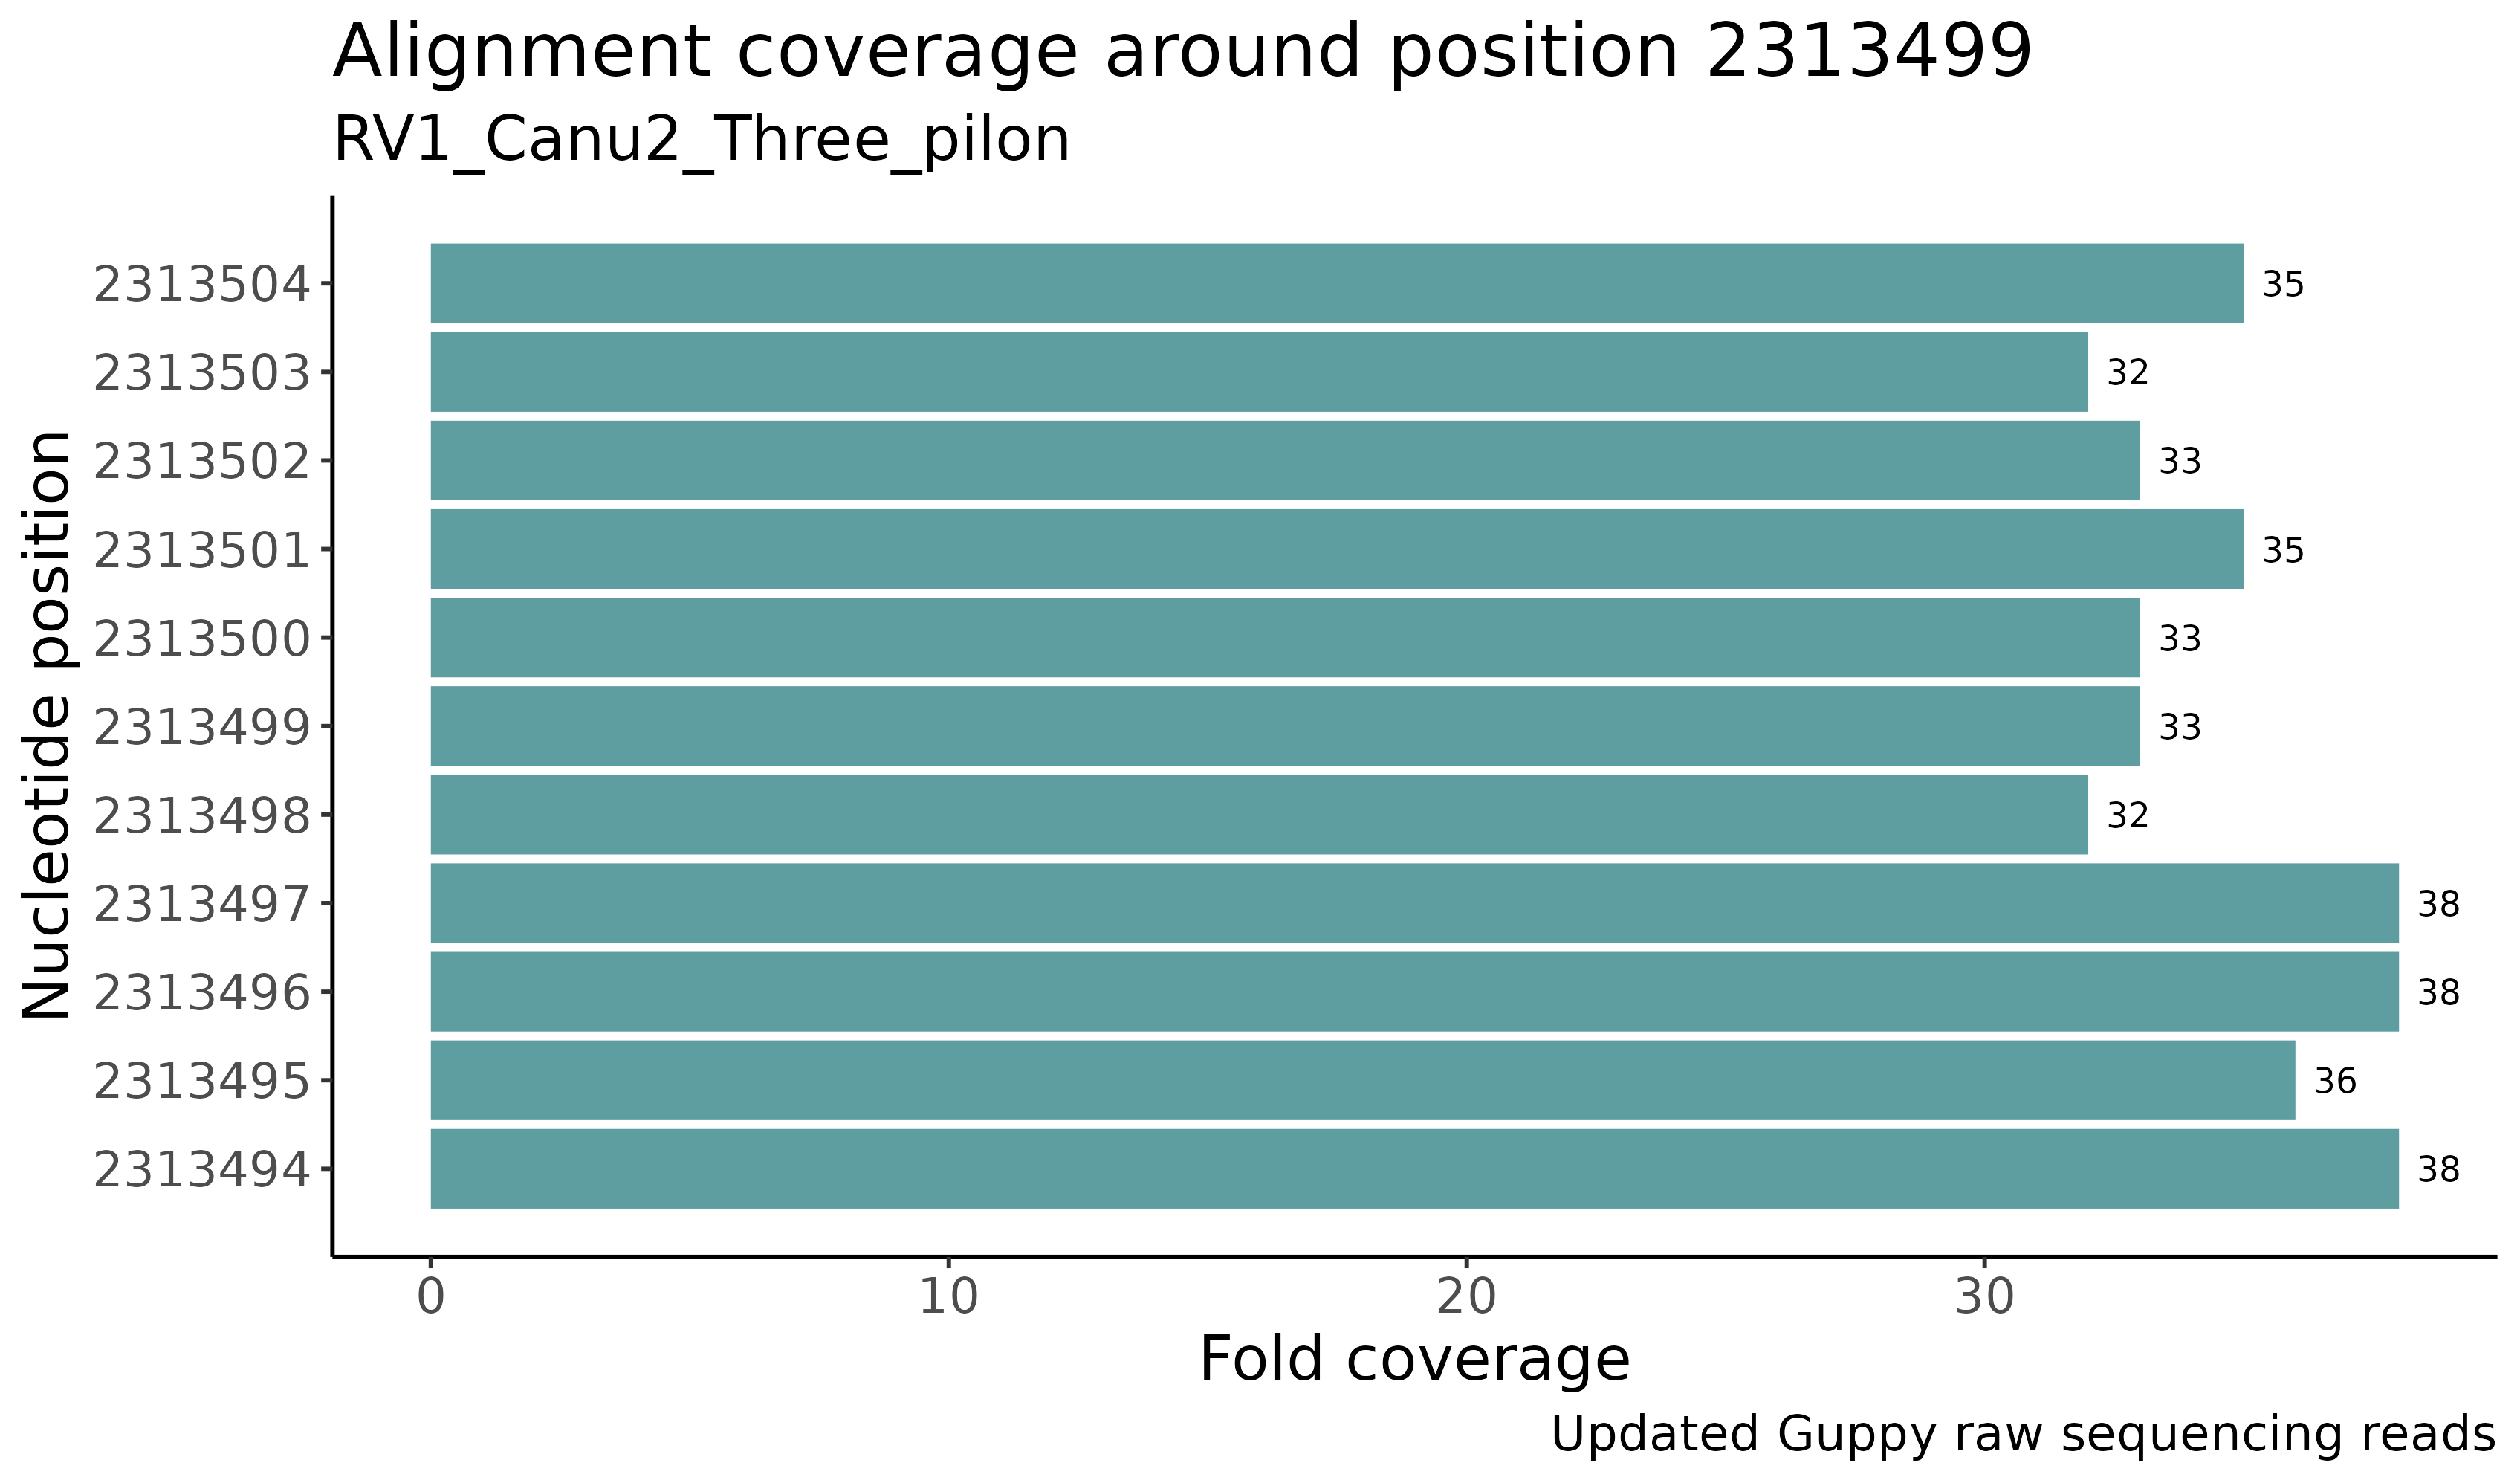 Alignment coverage around position 2313499
RV1_Canu2_Three_pilon
Nucleotide position
2313504 35
2313503 32
2313502 33
2313501 35
2313500 33
2313499 33
2313498 32
2313497 38
2313496 38
2313495 36
2313494 38
0 10 20 30
Fold coverage
Updated Guppy raw sequencing reads